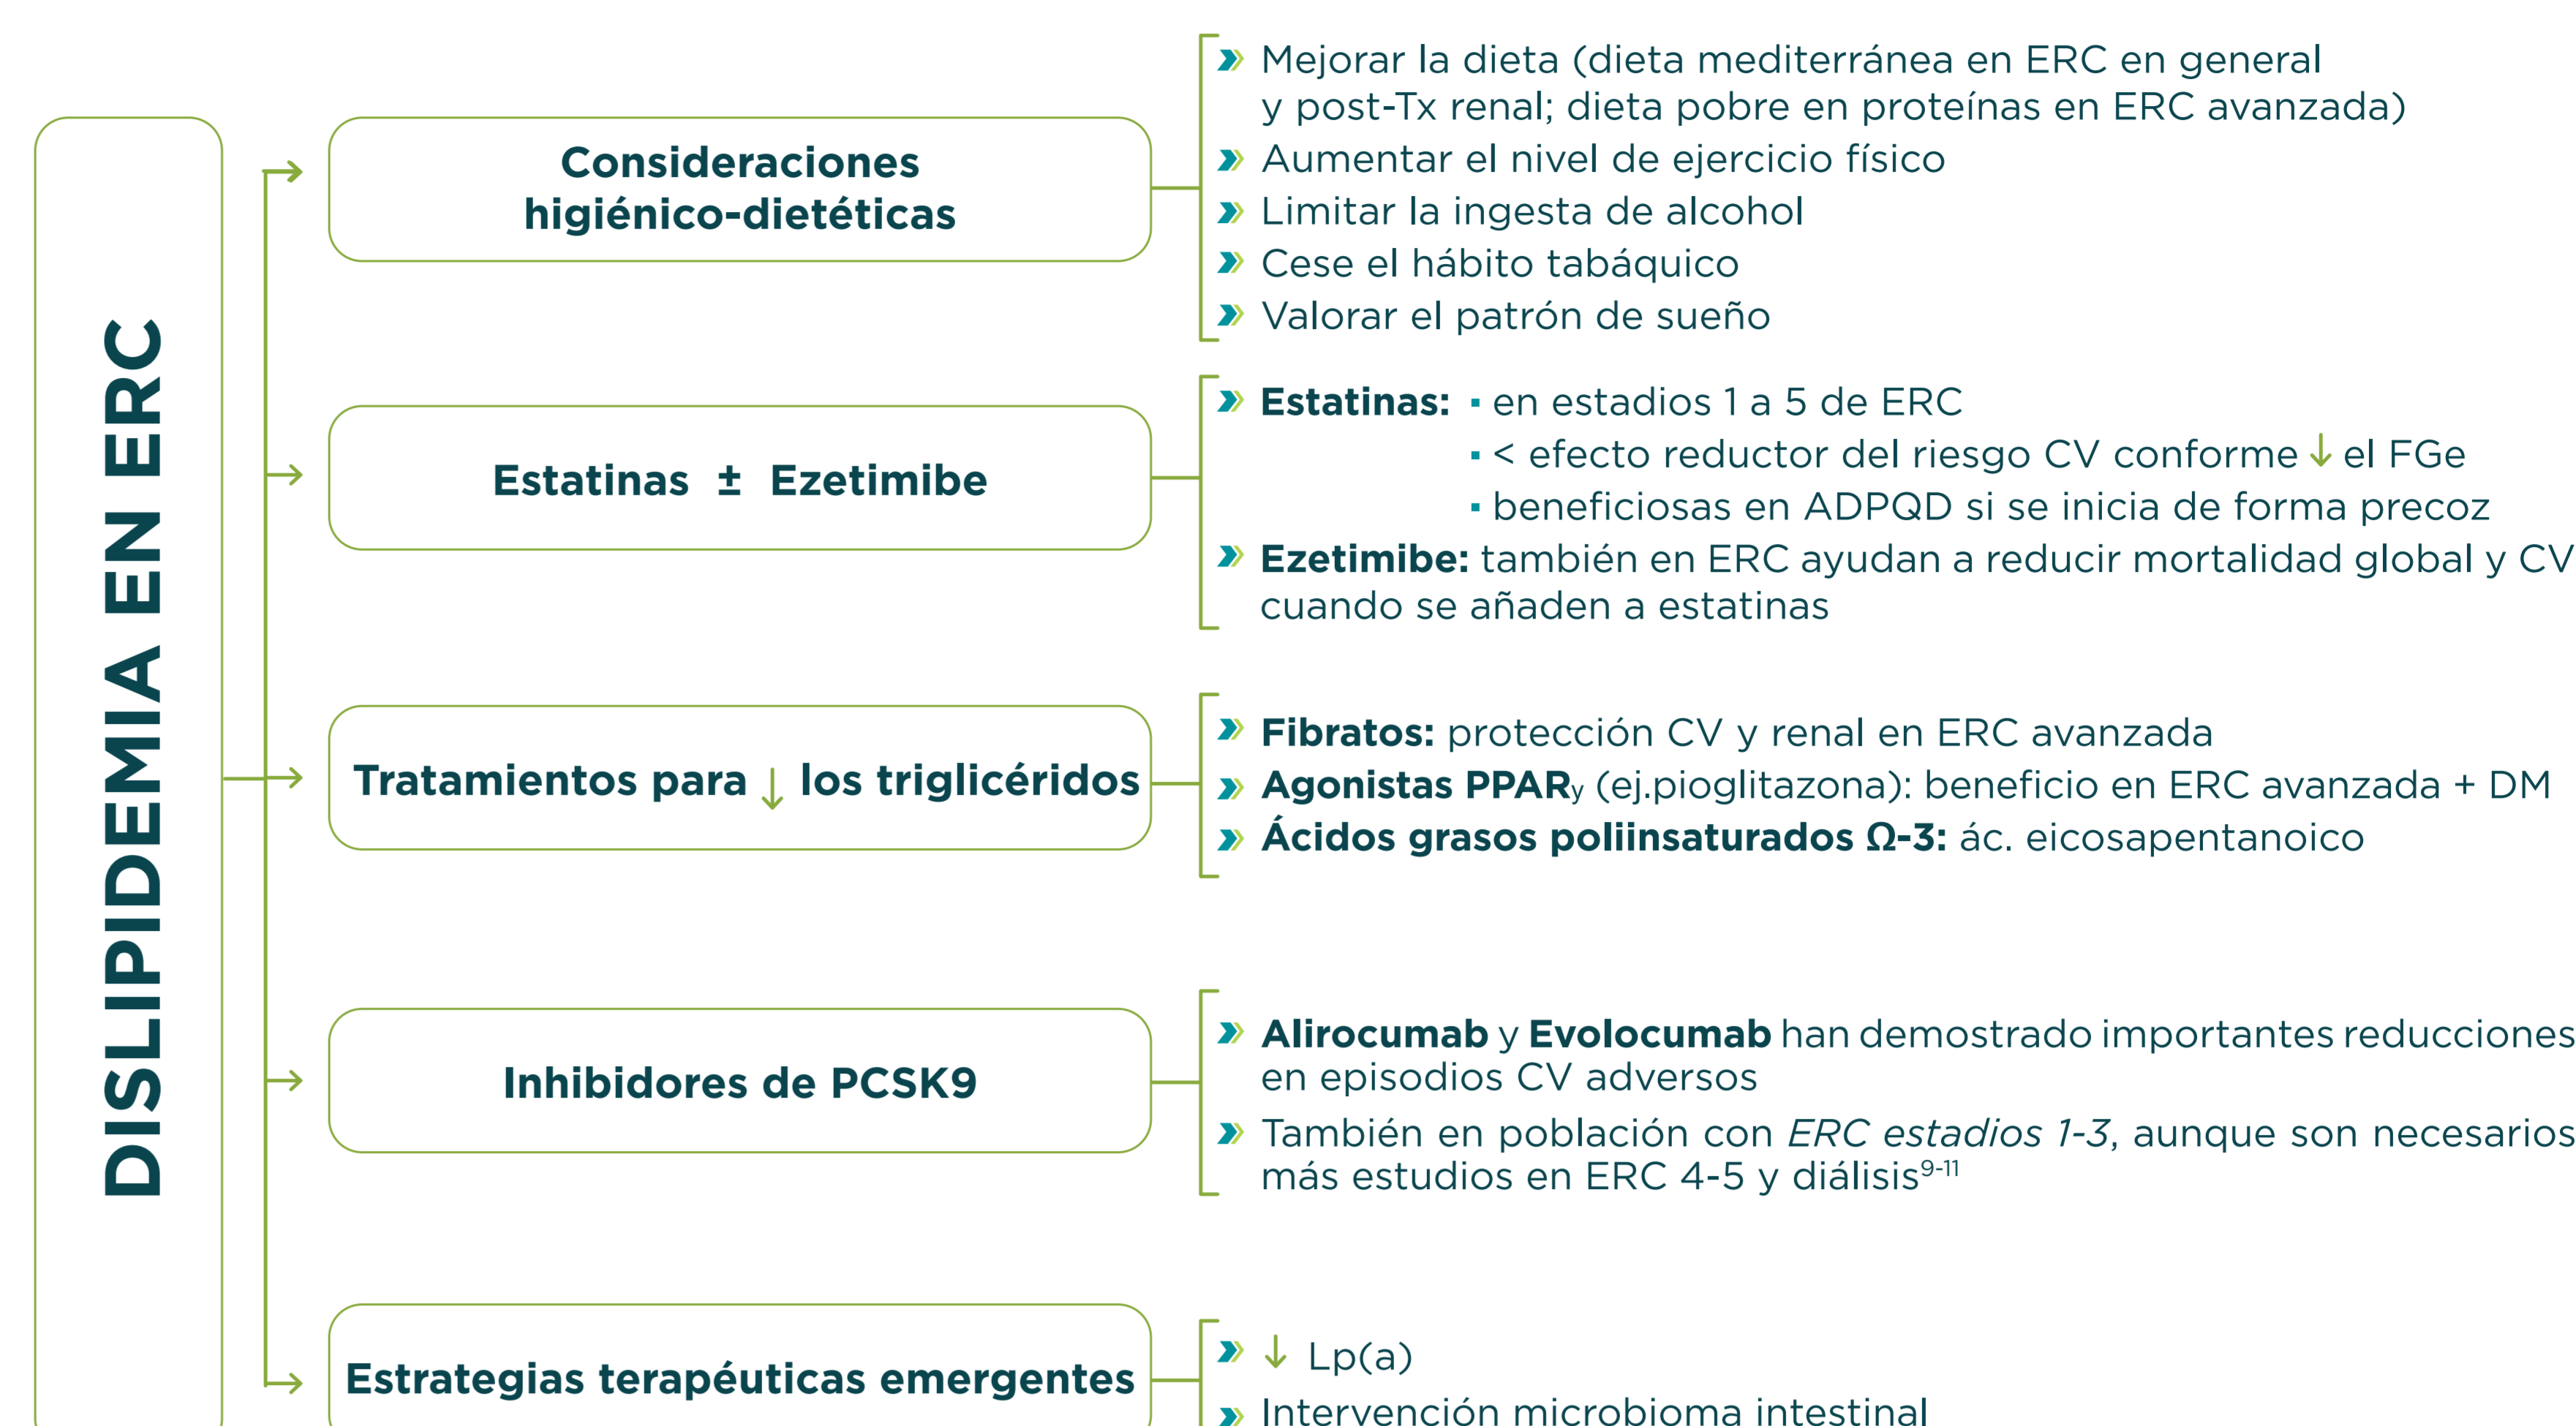 DISLIPIDEMIA EN ERC
Consideraciones
higiénico-dietéticas
» Mejorar la dieta (dieta mediterránea en ERC en general
y post-Tx renal; dieta pobre en proteínas en ERC avanzada)
» Aumentar el nivel de ejercicio físico
» Limitar la ingesta de alcohol
» Cese el hábito tabáquico
» Valorar el patrón de sueño
Estatinas ± Ezetimibe
» Estatinas: ▪ en estadios 1 a 5 de ERC
▪ < efecto reductor del riesgo CV conforme ↓ el FGe
▪ beneficiosas en ADPQD si se inicia de forma precoz
» Ezetimibe: también en ERC ayudan a reducir mortalidad global y CV
cuando se añaden a estatinas
Tratamientos para ↓ los triglicéridos
» Fibratos: protección CV y renal en ERC avanzada
» Agonistas PPARγ (ej.pioglitazona): beneficio en ERC avanzada + DM
» Ácidos grasos poliinsaturados Ω-3: ác. eicosapentanoico
Inhibidores de PCSK9
» Alirocumab y Evolocumab han demostrado importantes reducciones
en episodios CV adversos
» También en población con ERC estadios 1-3, aunque son necesarios
más estudios en ERC 4-5 y diálisis⁹⁻¹¹
Estrategias terapéuticas emergentes
» ↓ Lp(a)
» Intervención microbioma intestinal